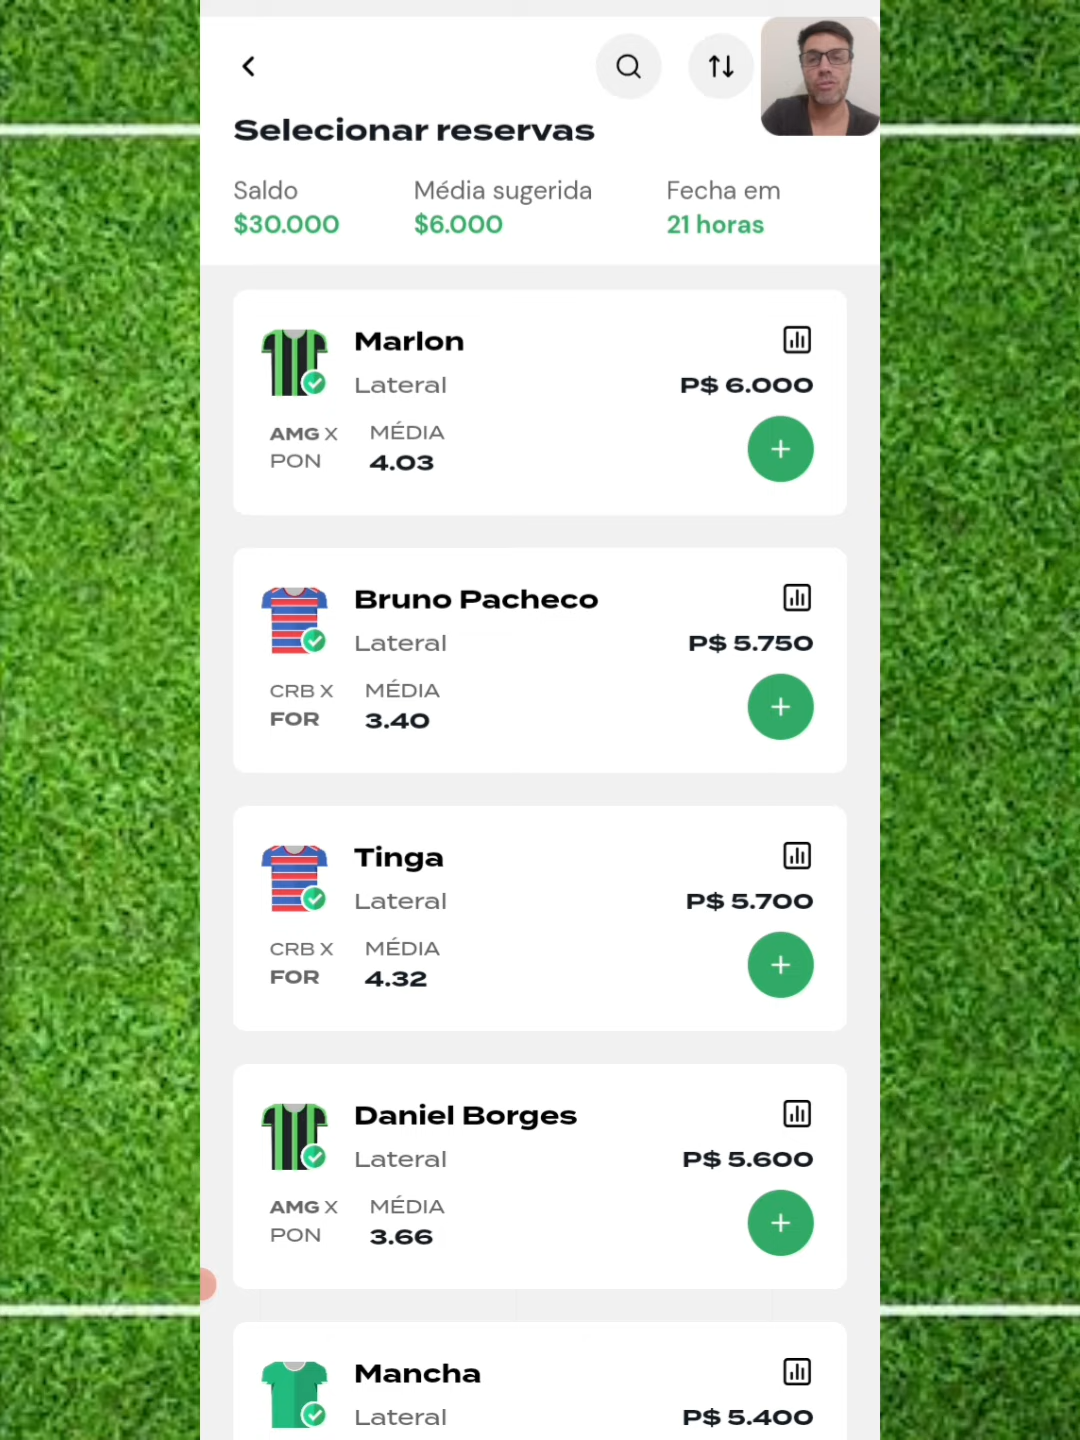 Selecionar reservas
Saldo
Média sugerida
Fecha em
$30.000
$6.000
21 horas
Marlon
Lateral
P$ 6.000
AMG X
PON
MÉDIA
4.03
+
Bruno Pacheco
Lateral
P$ 5.750
CRB X
FOR
MÉDIA
3.40
+
Tinga
Lateral
P$ 5.700
CRB X
FOR
MÉDIA
4.32
+
Daniel Borges
Lateral
P$ 5.600
AMG X
PON
MÉDIA
3.66
+
Mancha
Lateral
P$ 5.400